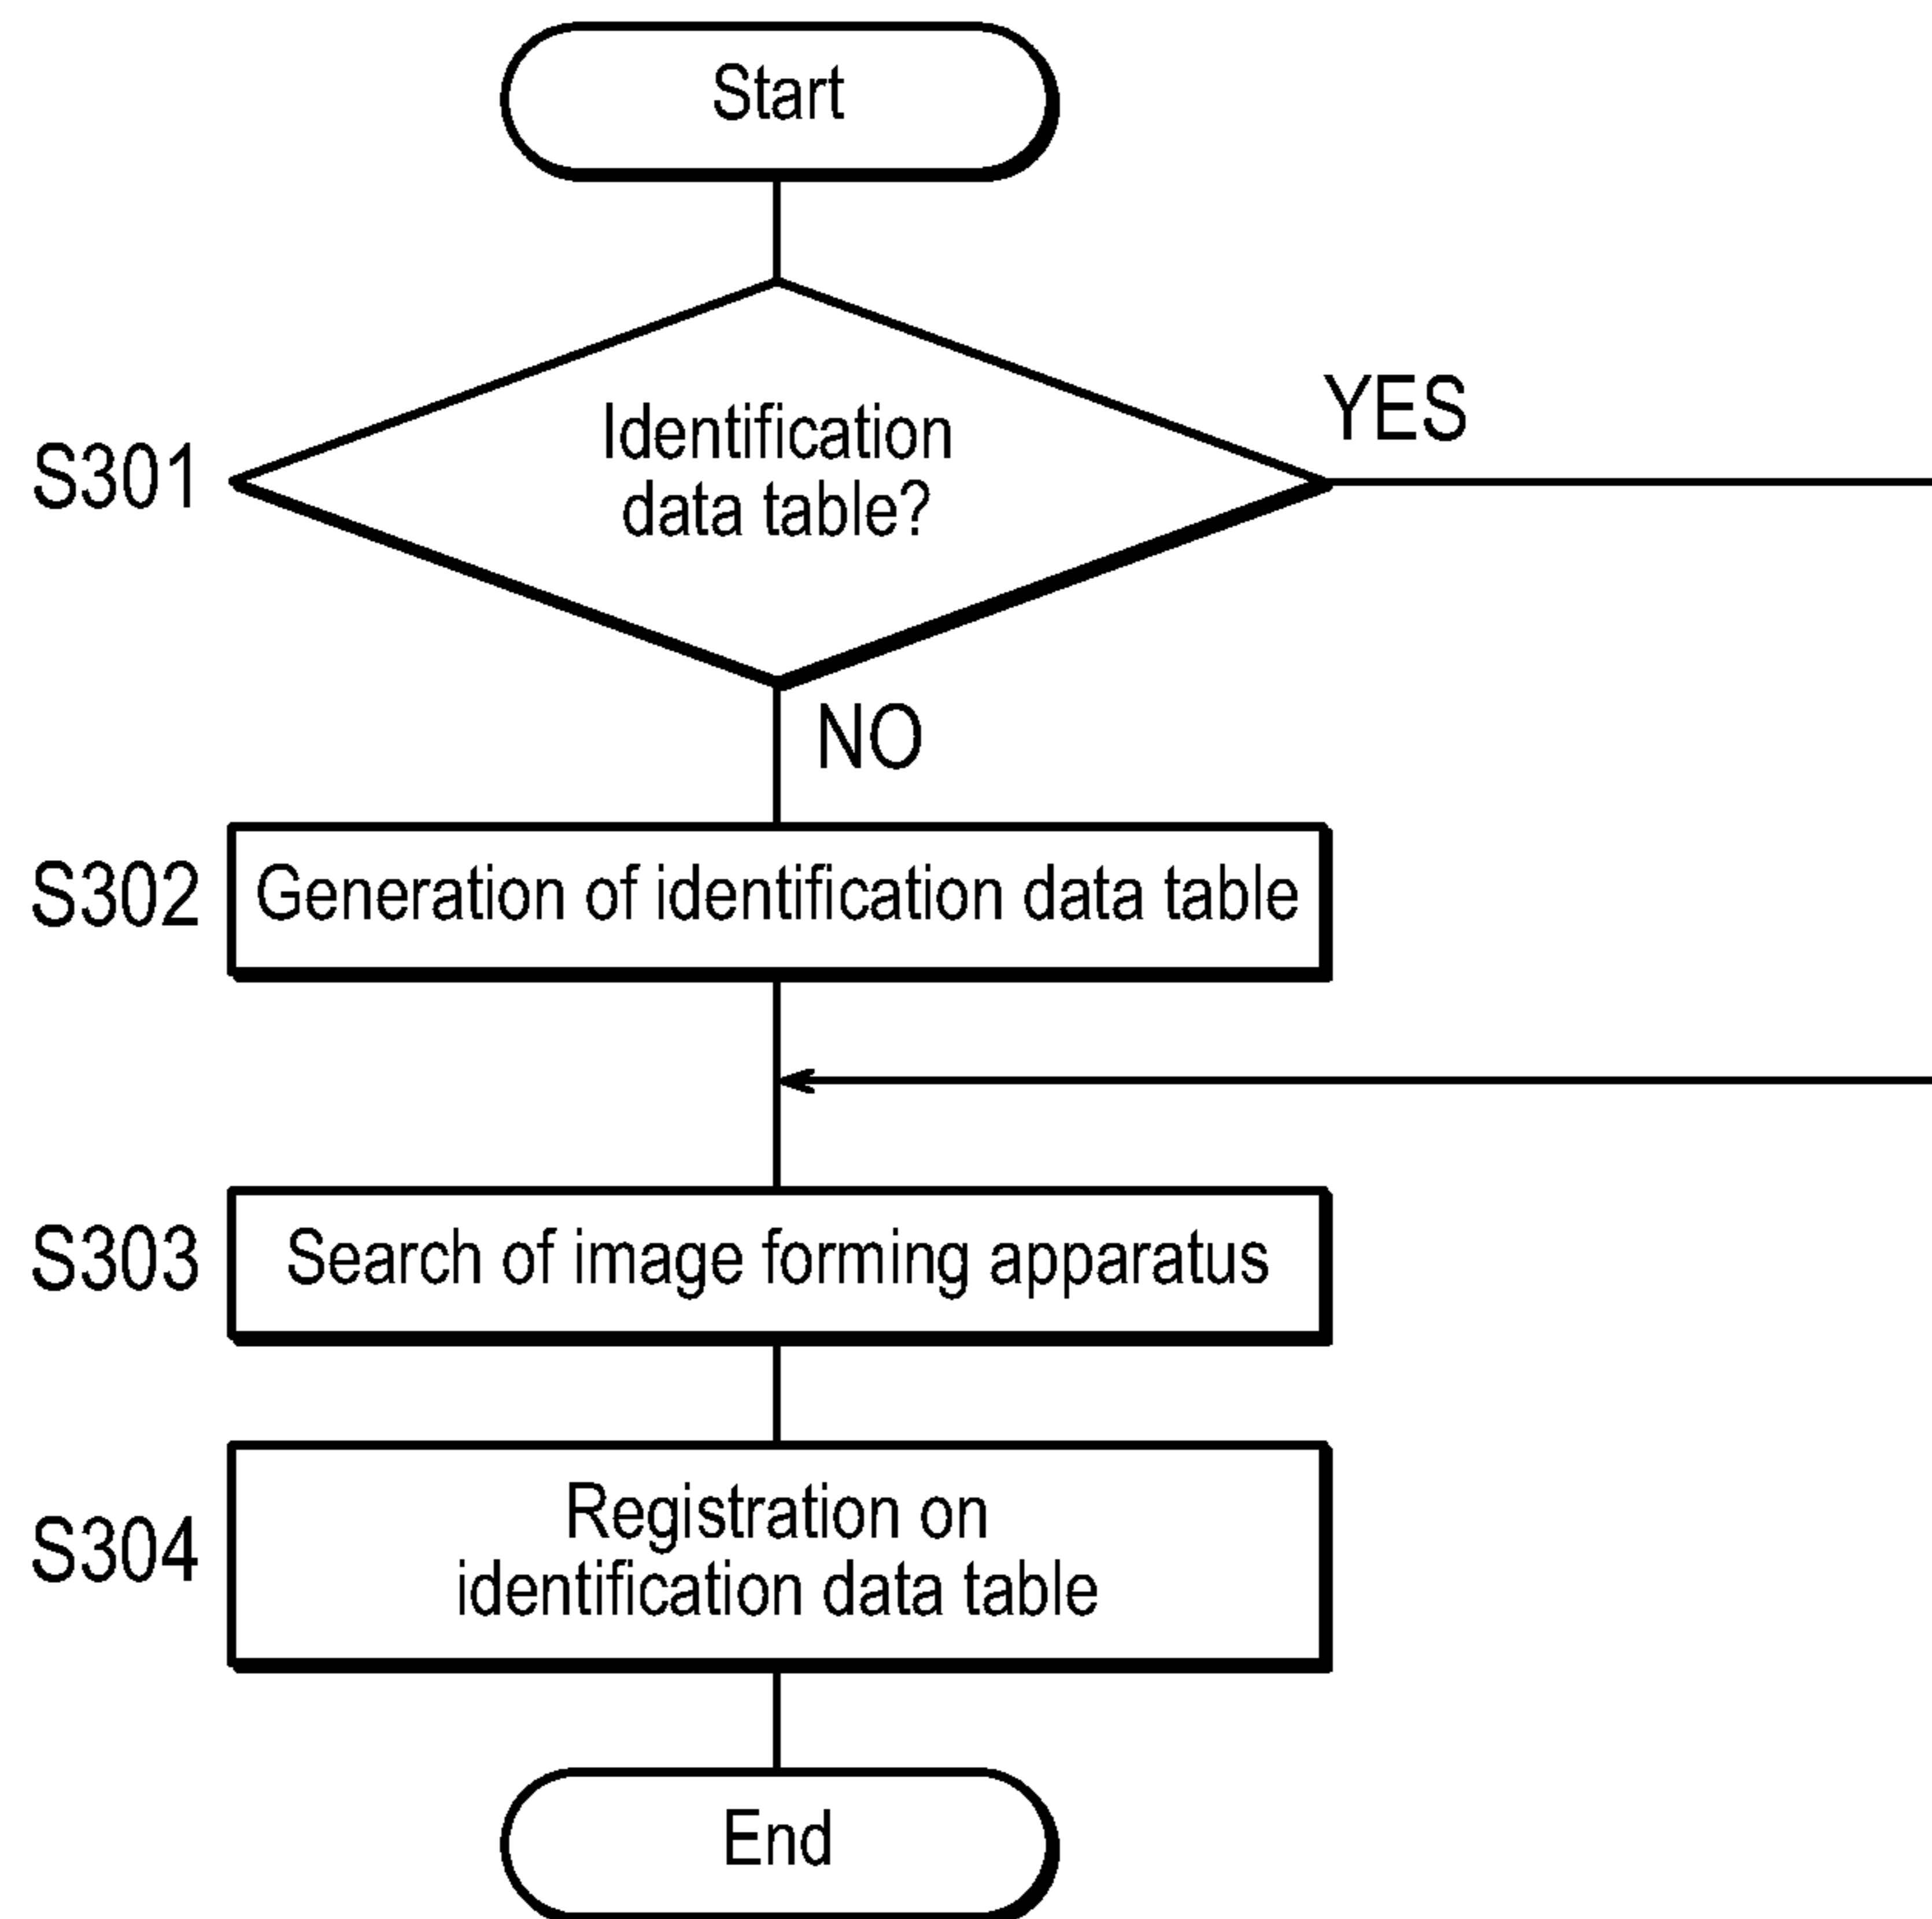 Start
S301
Identification
data table?
YES
NO
S302
Generation of identification data table
S303
Search of image forming apparatus
S304
Registration on
identification data table
End